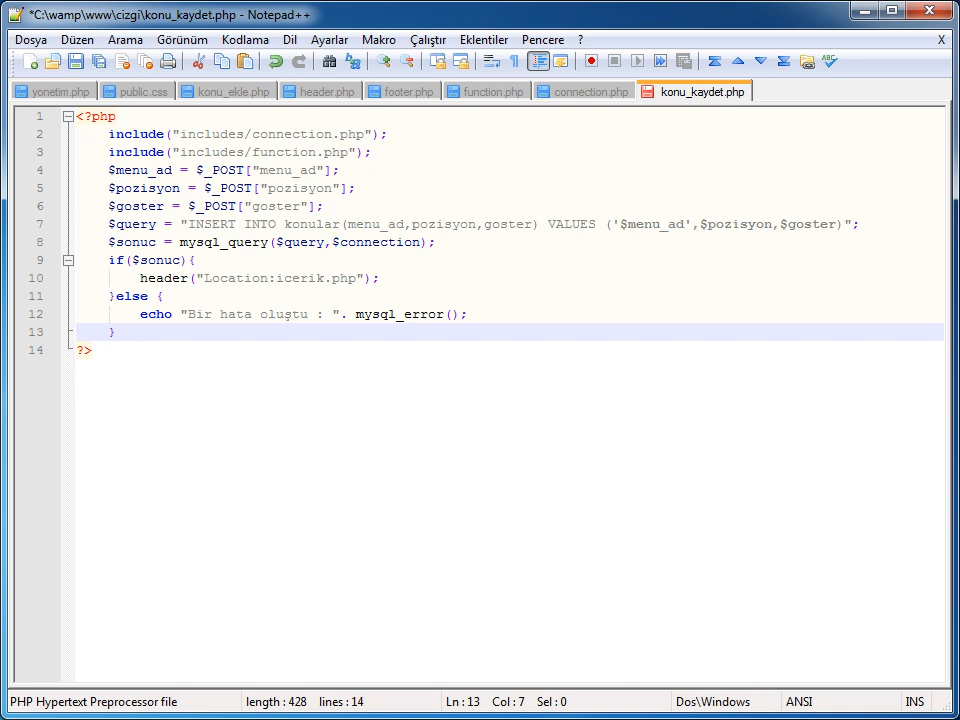 *C:\wamp\www\cizgi\konu_kaydet.php - Notepad++
Dosya Düzen Arama Görünüm Kodlama Dil Ayarlar Makro Çalıştır Eklentiler Pencere ? X
yonetim.php public.css konu_ekle.php header.php footer.php function.php connection.php konu_kaydet.php
1 <?php
2 include("includes/connection.php");
3 include("includes/function.php");
4 $menu_ad = $_POST["menu_ad"];
5 $pozisyon = $_POST["pozisyon"];
6 $goster = $_POST["goster"];
7 $query = "INSERT INTO konular(menu_ad,pozisyon,goster) VALUES ('$menu_ad',$pozisyon,$goster)";
8 $sonuc = mysql_query($query,$connection);
9 if($sonuc){
10 header("Location:icerik.php");
11 }else {
12 echo "Bir hata oluştu : ". mysql_error();
13 }
14 ?>
PHP Hypertext Preprocessor file length : 428 lines : 14 Ln : 13 Col : 7 Sel : 0 Dos\Windows ANSI INS